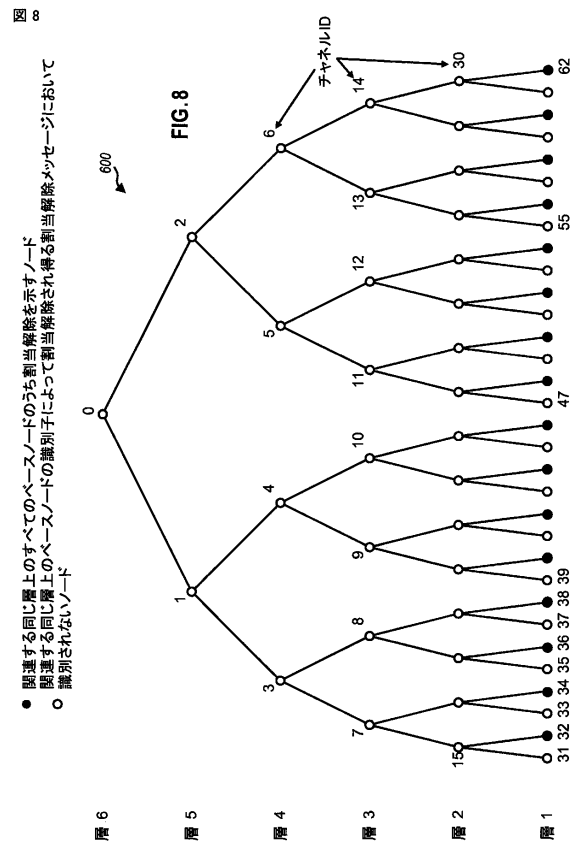 図 8
● 関連する同じ層上のすべてのベースノードのうち割当解除を示すノード
関連する同じ層上のベースノードの識別子によって割当解除され得る割当解除メッセージにおいて
○ 識別されないノード
600
FIG.8
チャネルID
層 6
0
層 5
1
2
層 4
3
4
5
6
層 3
7
8
9
10
11
12
13
14
層 2
15
30
層 1
31
32
33
34
35
36
37
38
39
47
55
62